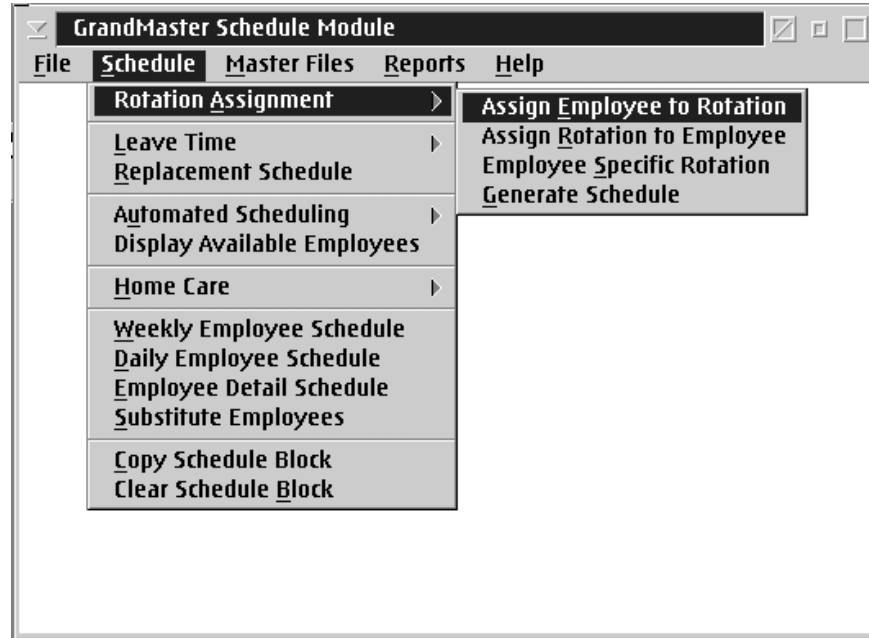 GrandMaster Schedule Module
File Schedule Master Files Reports Help
Rotation Assignment
Leave Time
Replacement Schedule
Automated Scheduling
Display Available Employees
Home Care
Weekly Employee Schedule
Daily Employee Schedule
Employee Detail Schedule
Substitute Employees
Copy Schedule Block
Clear Schedule Block
Assign Employee to Rotation
Assign Rotation to Employee
Employee Specific Rotation
Generate Schedule